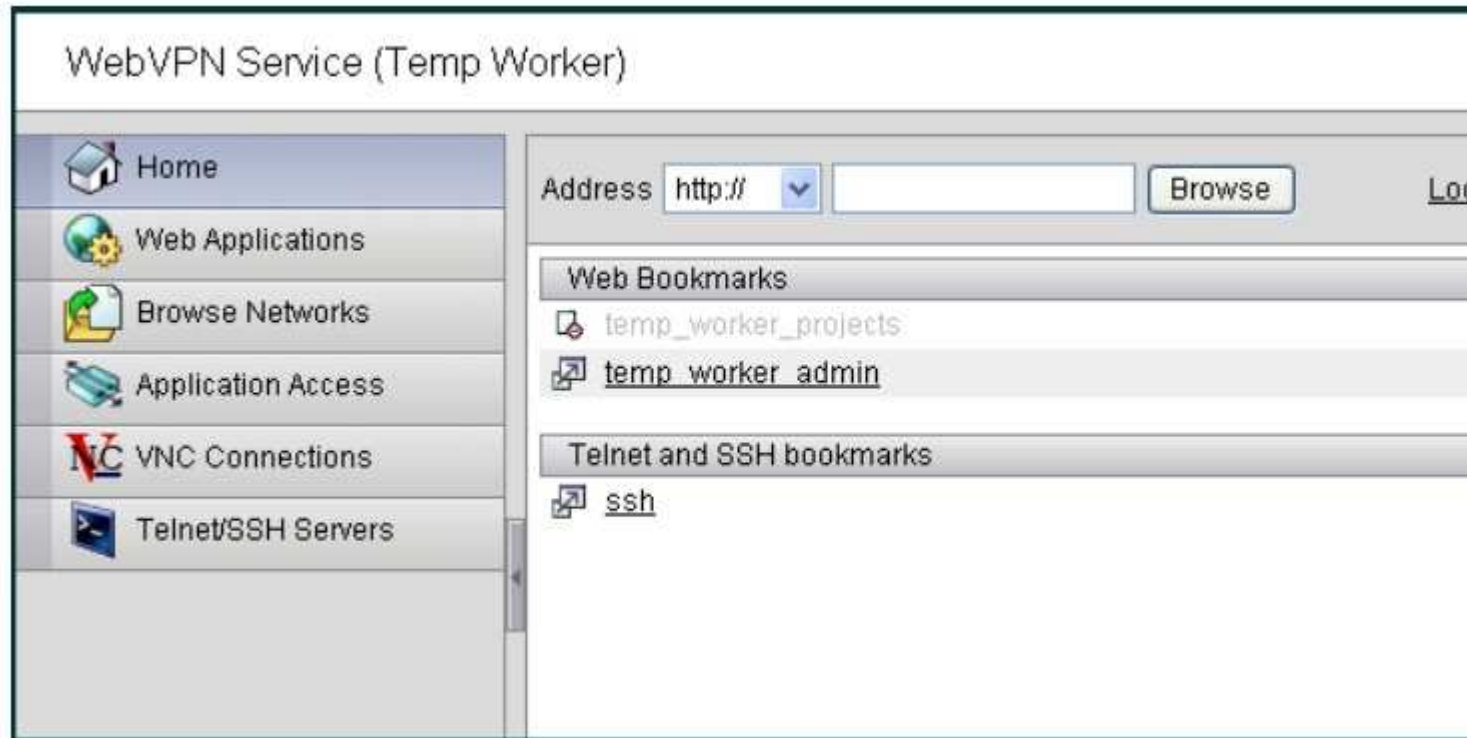 WebVPN Service (Temp Worker)
Home
Web Applications
Browse Networks
Application Access
VNC Connections
Telnet/SSH Servers
Address http:// Browse
Web Bookmarks
temp_worker_projects
temp_worker_admin
Telnet and SSH bookmarks
ssh